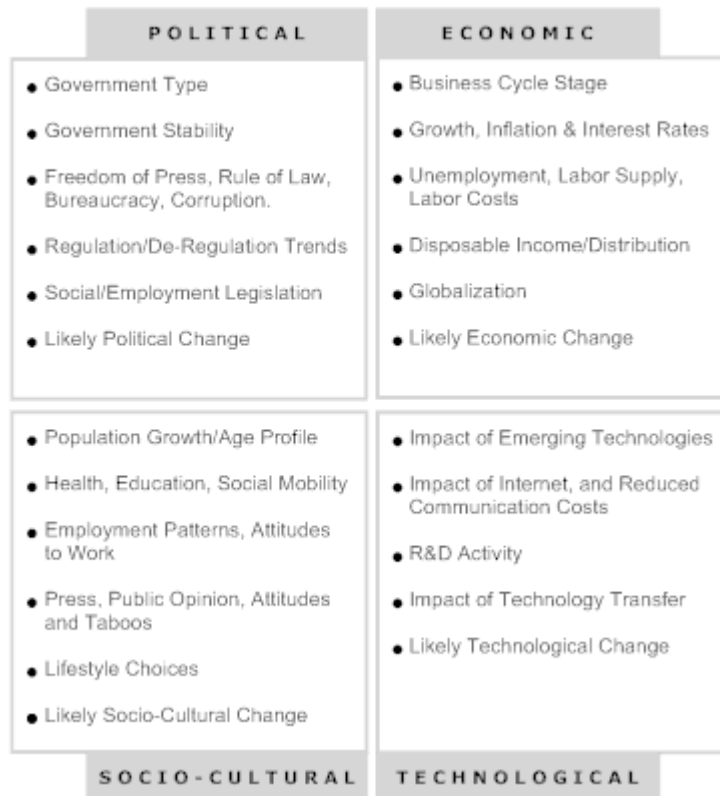 POLITICAL
Government Type
Government Stability
Freedom of Press, Rule of Law,
Bureaucracy, Corruption.
Regulation/De-Regulation Trends
Social/Employment Legislation
Likely Political Change
ECONOMIC
Business Cycle Stage
Growth, Inflation & Interest Rates
Unemployment, Labor Supply,
Labor Costs
Disposable Income/Distribution
Globalization
Likely Economic Change
Population Growth/Age Profile
Health, Education, Social Mobility
Employment Patterns, Attitudes
to Work
Press, Public Opinion, Attitudes
and Taboos
Lifestyle Choices
Likely Socio-Cultural Change
SOCIO-CULTURAL
Impact of Emerging Technologies
Impact of Internet, and Reduced
Communication Costs
R&D Activity
Impact of Technology Transfer
Likely Technological Change
TECHNOLOGICAL